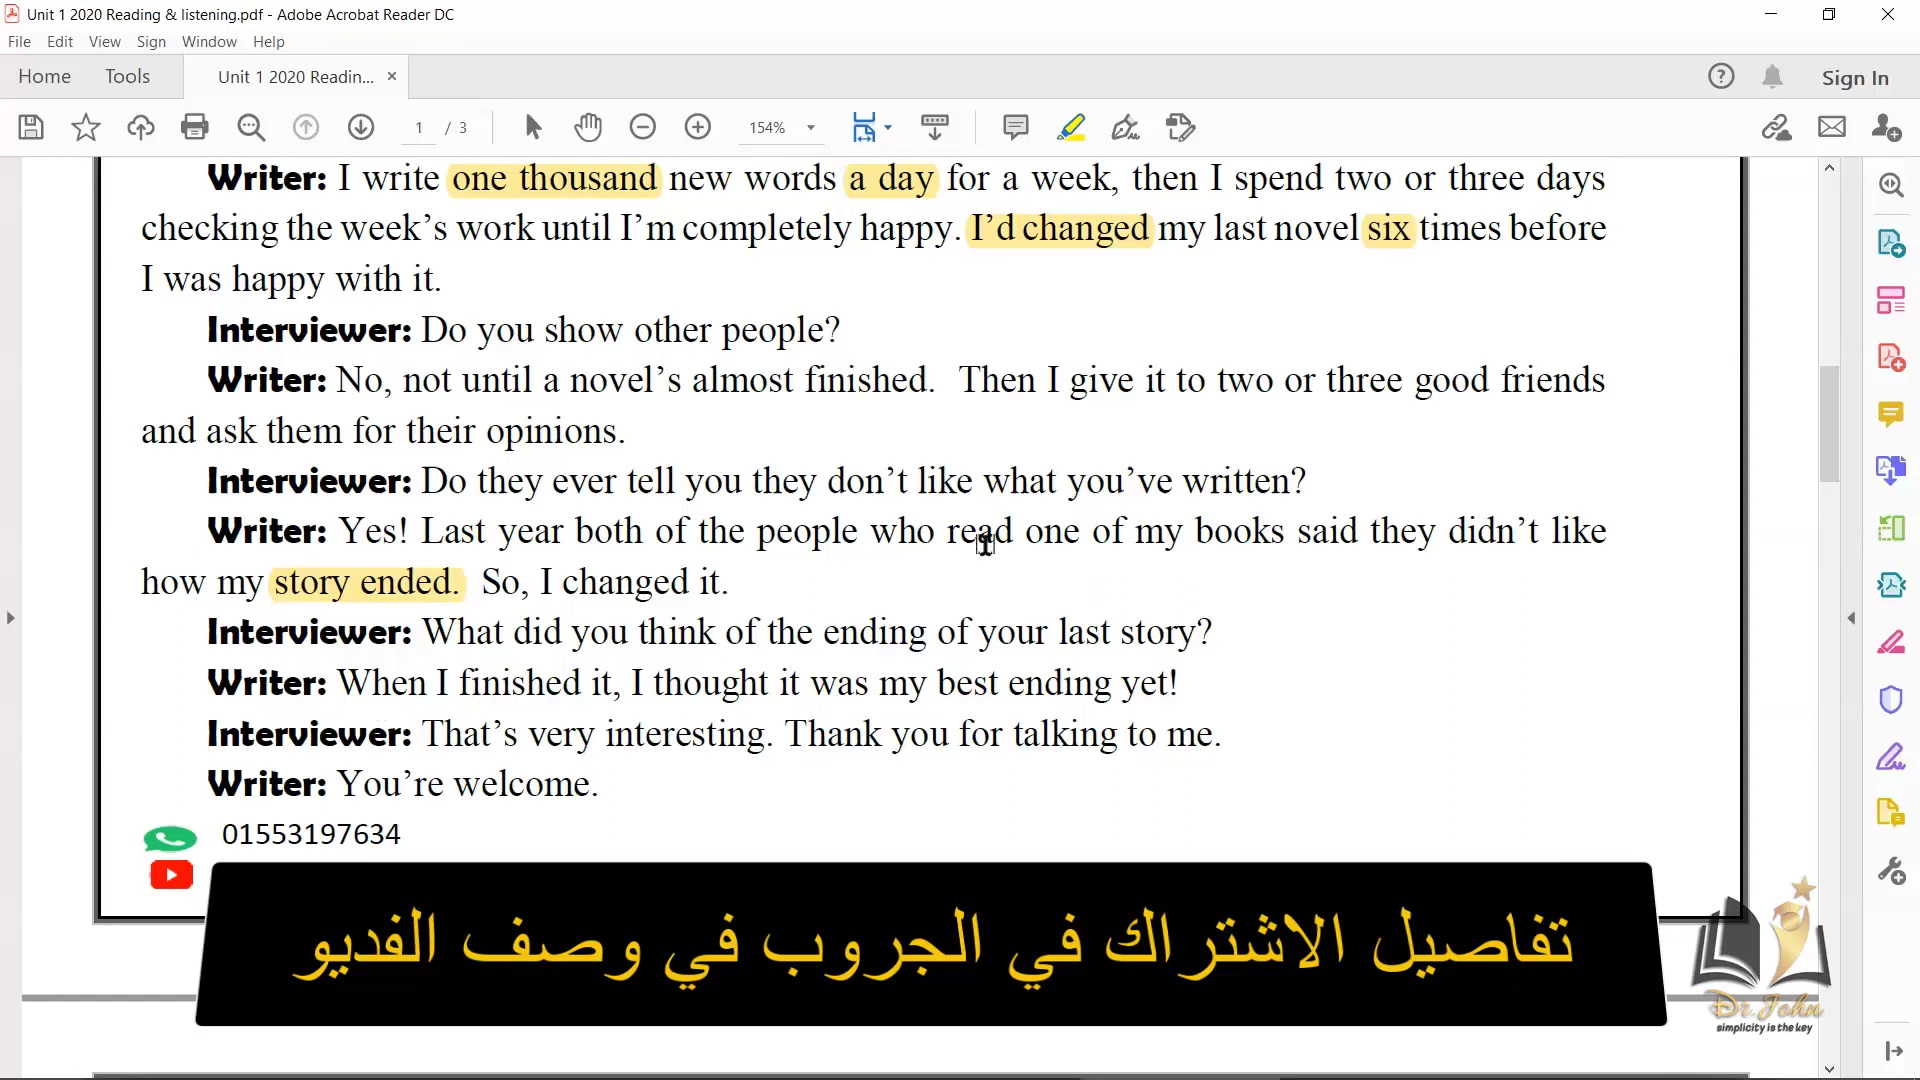 Unit 1 2020 Reading & listening.pdf - Adobe Acrobat Reader DC
File Edit View Sign Window Help
Home Tools Unit 1 2020 Readin... × Sign In
1 / 3 154%
Writer: I write one thousand new words a day for a week, then I spend two or three days
checking the week’s work until I’m completely happy. I’d changed my last novel six times before
I was happy with it.
Interviewer: Do you show other people?
Writer: No, not until a novel’s almost finished. Then I give it to two or three good friends
and ask them for their opinions.
Interviewer: Do they ever tell you they don’t like what you’ve written?
Writer: Yes! Last year both of the people who read one of my books said they didn’t like
how my story ended. So, I changed it.
Interviewer: What did you think of the ending of your last story?
Writer: When I finished it, I thought it was my best ending yet!
Interviewer: That’s very interesting. Thank you for talking to me.
Writer: You’re welcome.
01553197634
تفاصيل الاشتراك في الجروب في وصف الفديو
Dr.John
simplicity is the key